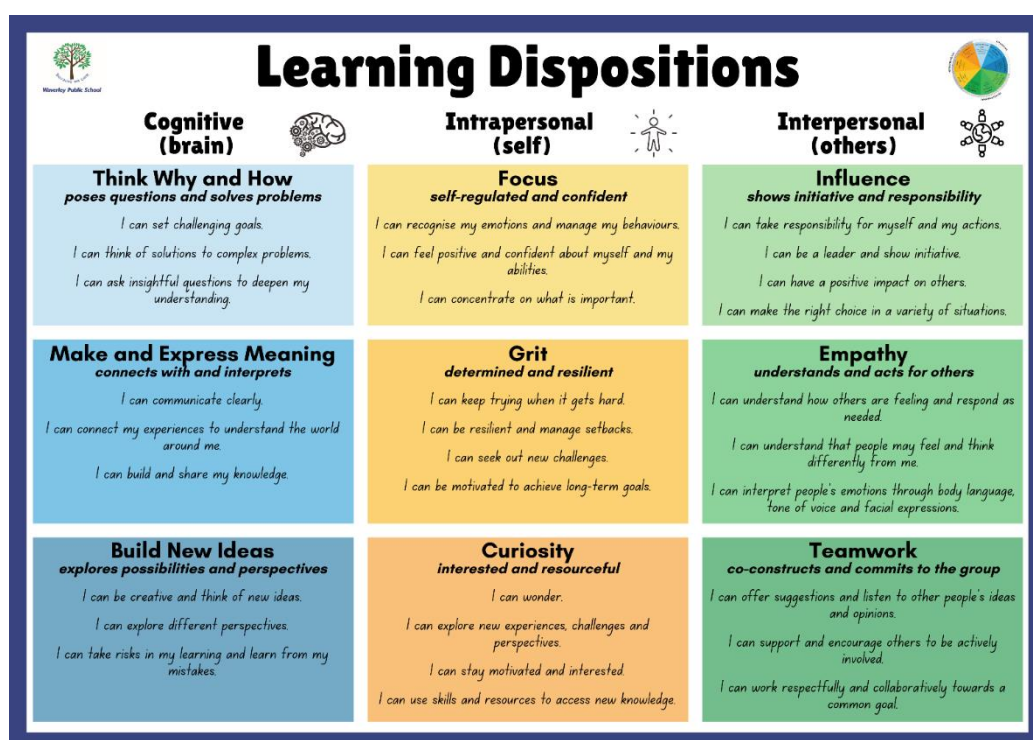 Learning Dispositions
Waverley Public School
Cognitive
(brain)
Intrapersonal
(self)
Interpersonal
(others)
Think Why and How
poses questions and solves problems
I can set challenging goals.
I can think of solutions to complex problems.
I can ask insightful questions to deepen my
understanding.
Focus
self-regulated and confident
I can recognise my emotions and manage my behaviours.
I can feel positive and confident about myself and my
abilities.
I can concentrate on what is important.
Influence
shows initiative and responsibility
I can take responsibility for myself and my actions.
I can be a leader and show initiative.
I can have a positive impact on others.
I can make the right choice in a variety of situations.
Make and Express Meaning
connects with and interprets
I can communicate clearly.
I can connect my experiences to understand the world
around me.
I can build and share my knowledge.
Grit
determined and resilient
I can keep trying when it gets hard.
I can be resilient and manage setbacks.
I can seek out new challenges.
I can be motivated to achieve long-term goals.
Empathy
understands and acts for others
I can understand how others are feeling and respond as
needed.
I can understand that people may feel and think
differently from me.
I can interpret people's emotions through body language,
tone of voice and facial expressions.
Build New Ideas
explores possibilities and perspectives
I can be creative and think of new ideas.
I can explore different perspectives.
I can take risks in my learning and learn from my
mistakes.
Curiosity
interested and resourceful
I can wonder.
I can explore new experiences, challenges and
perspectives.
I can stay motivated and interested.
I can use skills and resources to access new knowledge.
Teamwork
co-constructs and commits to the group
I can offer suggestions and listen to other people's ideas
and opinions.
I can support and encourage others to be actively
involved.
I can work respectfully and collaboratively towards a
common goal.